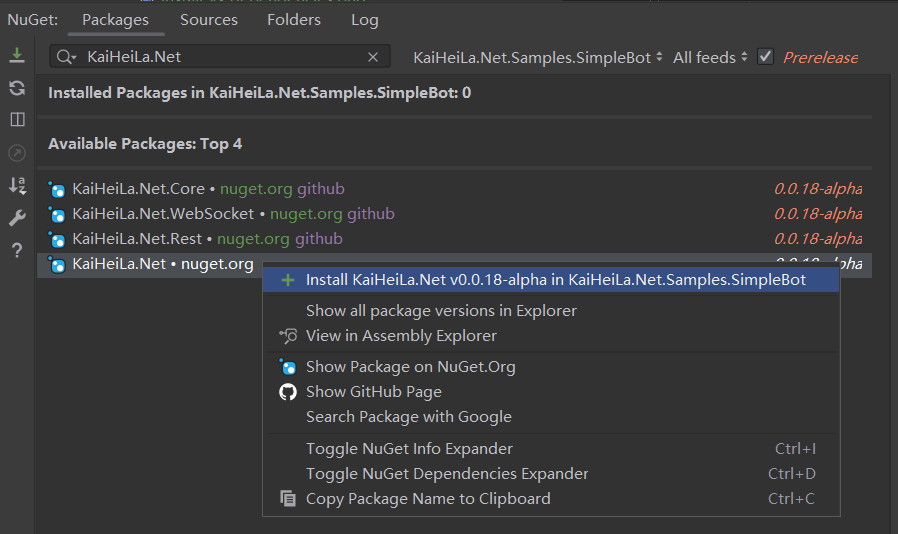 NuGet: Packages Sources Folders Log
KaiHeiLa.Net KaiHeiLa.Net.Samples.SimpleBot All feeds Prerelease
Installed Packages in KaiHeiLa.Net.Samples.SimpleBot: 0
Available Packages: Top 4
KaiHeiLa.Net.Core • nuget.org github 0.0.18-alpha
KaiHeiLa.Net.WebSocket • nuget.org github 0.0.18-alpha
KaiHeiLa.Net.Rest • nuget.org github 0.0.18-alpha
KaiHeiLa.Net • nuget.org 0.0.18-alpha
Install KaiHeiLa.Net v0.0.18-alpha in KaiHeiLa.Net.Samples.SimpleBot
Show all package versions in Explorer
View in Assembly Explorer
Show Package on NuGet.Org
Show GitHub Page
Search Package with Google
Toggle NuGet Info Expander Ctrl+I
Toggle NuGet Dependencies Expander Ctrl+D
Copy Package Name to Clipboard Ctrl+C